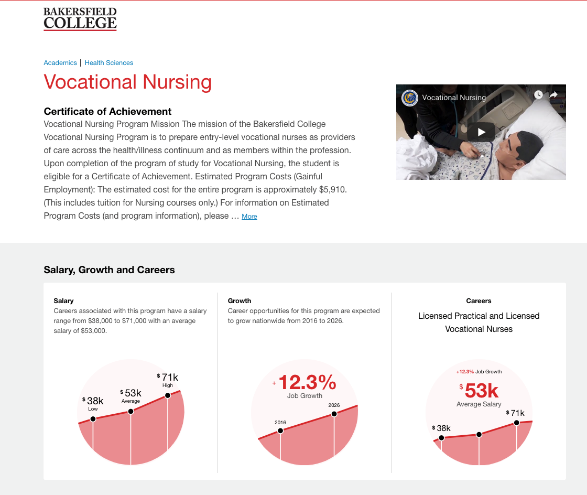 BAKERSFIELD
COLLEGE
Academics | Health Sciences
Vocational Nursing
Certificate of Achievement
Vocational Nursing Program Mission The mission of the Bakersfield College
Vocational Nursing Program is to prepare entry-level vocational nurses as providers
of care across the health/illness continuum and as members within the profession.
Upon completion of the program of study for Vocational Nursing, the student is
eligible for a Certificate of Achievement. Estimated Program Costs (Gainful
Employment): The estimated cost for the entire program is approximately $5,910.
(This includes tuition for Nursing courses only.) For information on Estimated
Program Costs (and program information), please ... More
Vocational Nursing
Salary, Growth and Careers
Salary
Careers associated with this program have a salary
range from $38,000 to $71,000 with an average
salary of $53,000.
$38k
Low
$53k
Average
$71k
High
Growth
Career opportunities for this program are expected
to grow nationwide from 2016 to 2026.
+12.3%
Job Growth
2016
2026
Careers
Licensed Practical and Licensed
Vocational Nurses
+12.3% Job Growth
$53k
Average Salary
$38k
$71k